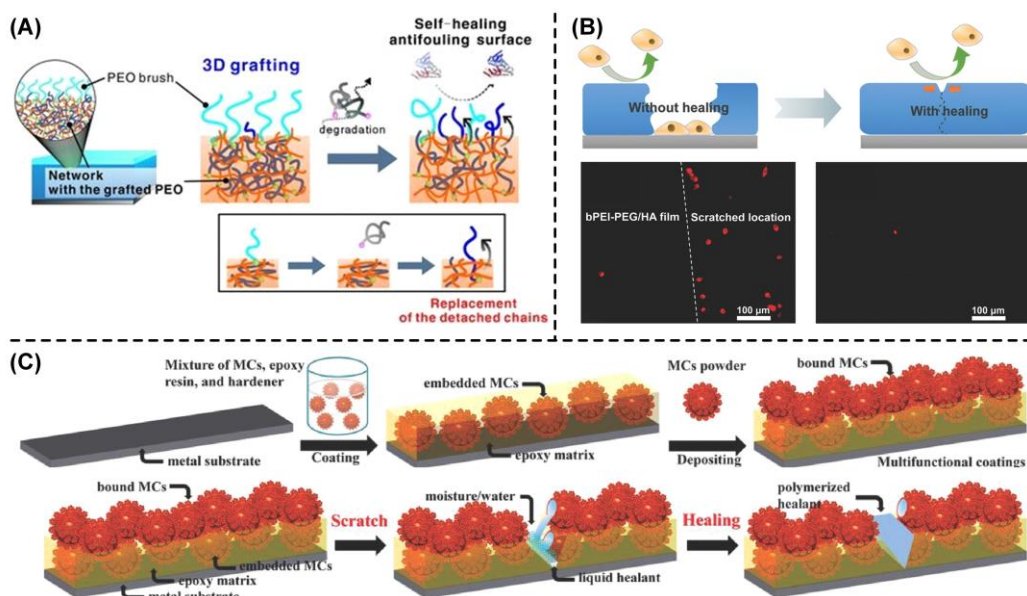 (A)
PEO brush
Network
with the grafted PEO
3D grafting
degradation
Self-healing
antifouling surface
Replacement
of the detached chains
(B)
Without healing
With healing
bPEI-PEG/HA film
Scratched location
100 μm
100 μm
(C)
Mixture of MCs, epoxy
resin, and hardener
metal substrate
Coating
embedded MCs
epoxy matrix
MCs powder
Depositing
bound MCs
Multifunctional coatings
bound MCs
embedded MCs
epoxy matrix
metal substrate
Scratch
moisture/water
liquid healant
Healing
polymerized
healant